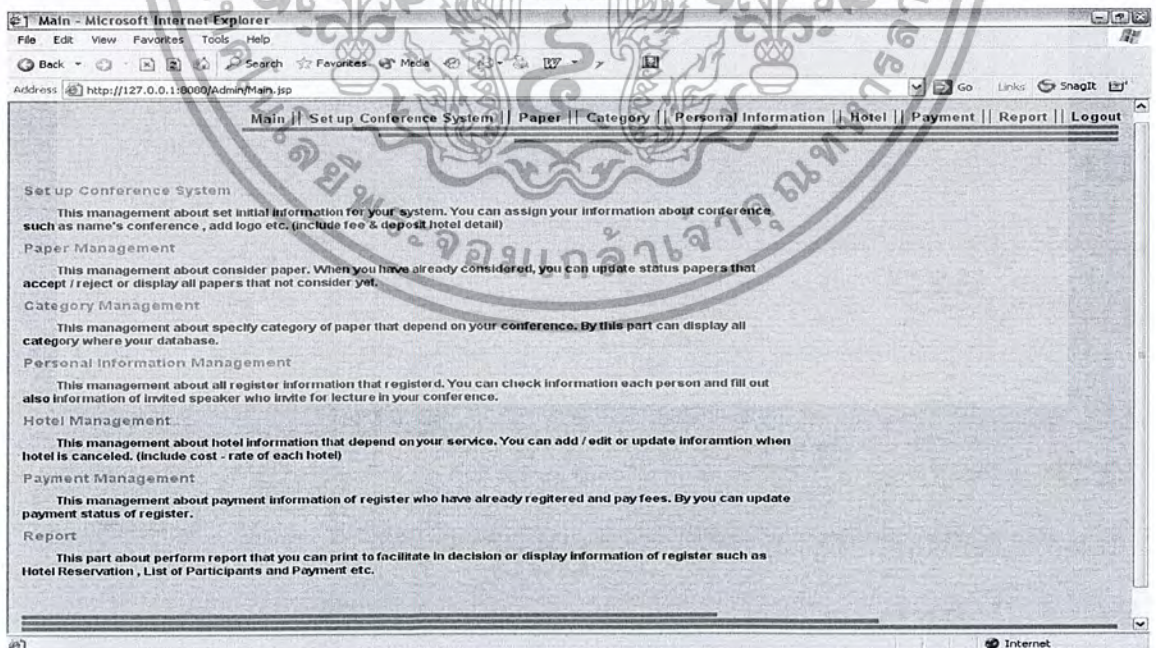 Main - Microsoft Internet Explorer
File Edit View Favorites Tools Help
Back Search Favorites Media
Address http://127.0.0.1:8080/Admin/Main.jsp Go Links SnagIt
Main || Set up Conference System || Paper || Category || Personal Information || Hotel || Payment || Report || Logout
Set up Conference System
This management about set initial information for your system. You can assign your information about conference
such as name's conference , add logo etc. (include fee & deposit hotel detail)
Paper Management
This management about consider paper. When you have already considered, you can update status papers that
accept / reject or display all papers that not consider yet.
Category Management
This management about specify category of paper that depend on your conference. By this part can display all
category where your database.
Personal Information Management
This management about all register information that registerd. You can check information each person and fill out
also information of invited speaker who invite for lecture in your conference.
Hotel Management
This management about hotel information that depend on your service. You can add / edit or update inforamtion when
hotel is canceled. (include cost - rate of each hotel)
Payment Management
This management about payment information of register who have already regitered and pay fees. By you can update
payment status of register.
Report
This part about perform report that you can print to facilitate in decision or display information of register such as
Hotel Reservation , List of Participants and Payment etc.
Internet